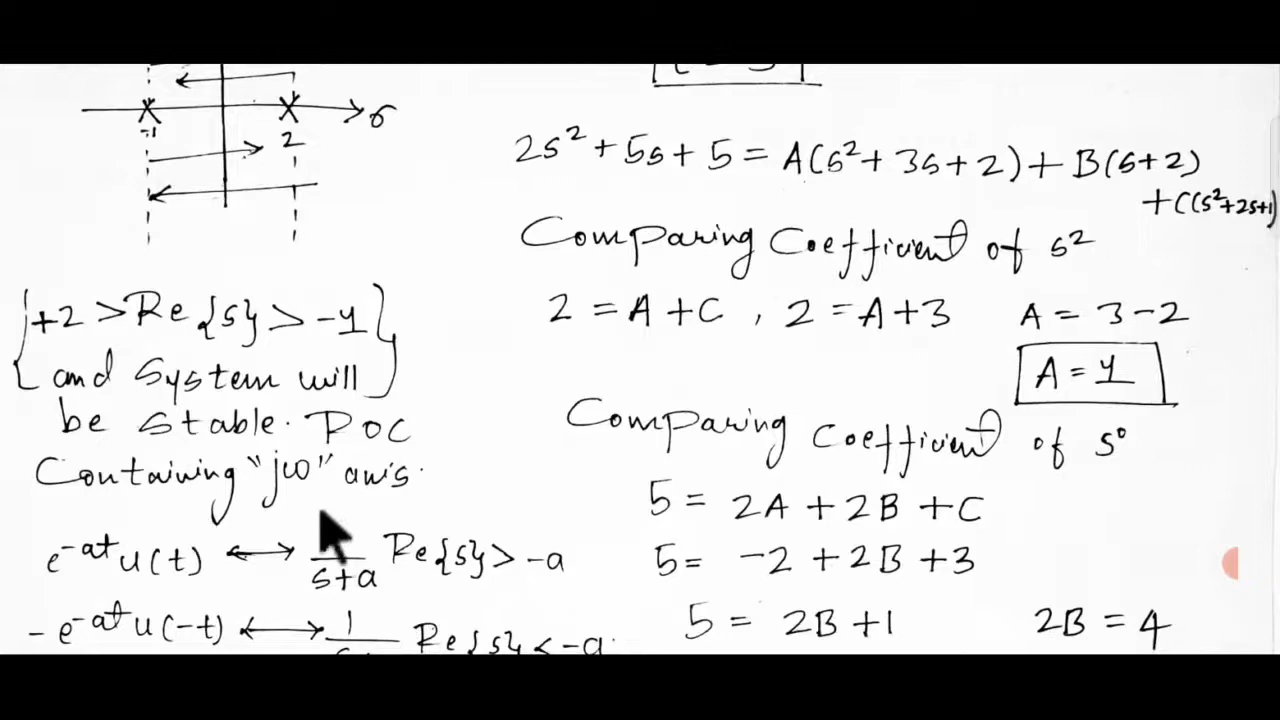 σ
-1
2
+2 > Re{s} > -1
and System will
be stable. ROC
Containing "jω" axis.
e^-at u(t) ↔ s+a Re{s} > -a
- e^-at u(-t) ↔ 1 Re{s} < -a.
2s² + 5s + 5 = A(s² + 3s + 2) + B(s+2)
+ C(s²+2s+1)
Comparing Coefficient of s²
2 = A + C , 2 = A + 3 A = 3 - 2
A = 1
Comparing Coefficient of s⁰
5 = 2A + 2B + C
5 = -2 + 2B + 3
5 = 2B + 1 2B = 4